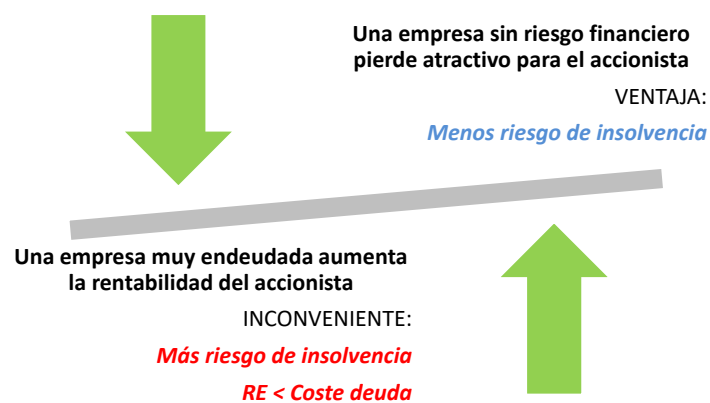 Una empresa sin riesgo financiero
pierde atractivo para el accionista
VENTAJA:
Menos riesgo de insolvencia
Una empresa muy endeudada aumenta
la rentabilidad del accionista
INCONVENIENTE:
Más riesgo de insolvencia
RE < Coste deuda